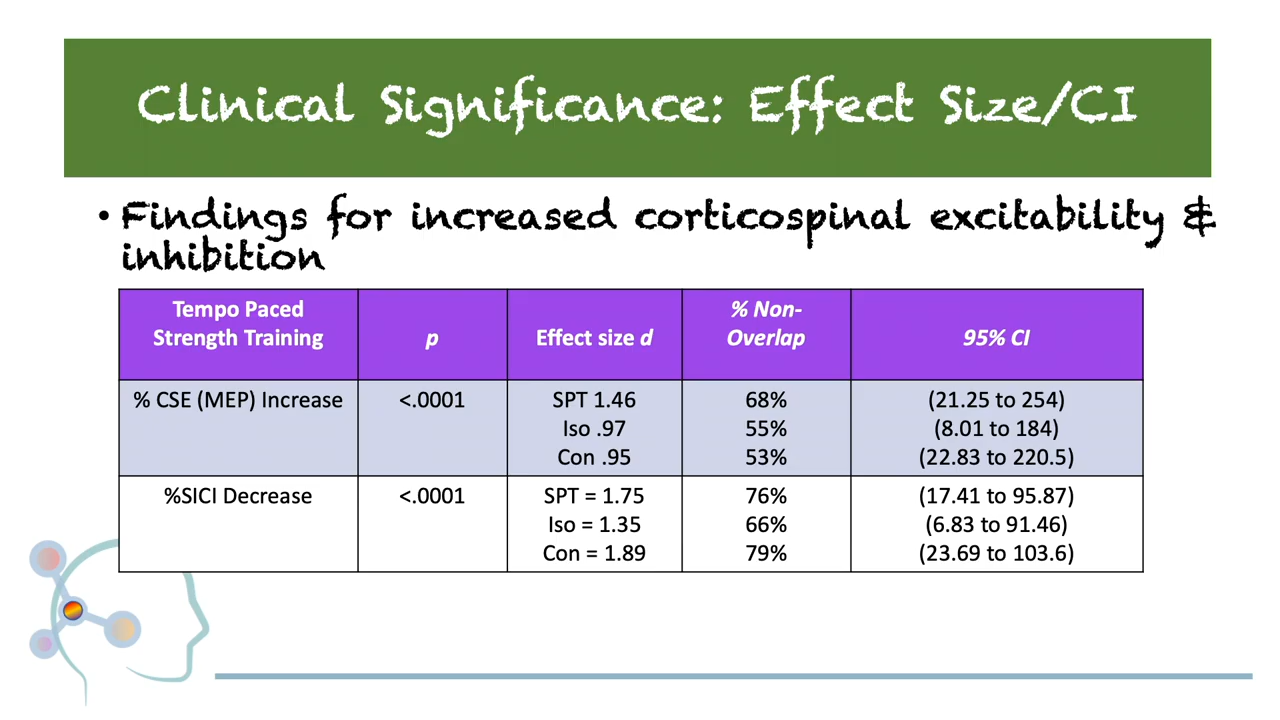 Clinical Significance: Effect Size/CI
• Findings for increased corticospinal excitability &
inhibition
Tempo Paced
Strength Training
p
Effect size d
% Non-
Overlap
95% CI
% CSE (MEP) Increase
<.0001
SPT 1.46
Iso .97
Con .95
68%
55%
53%
(21.25 to 254)
(8.01 to 184)
(22.83 to 220.5)
%SICI Decrease
<.0001
SPT = 1.75
Iso = 1.35
Con = 1.89
76%
66%
79%
(17.41 to 95.87)
(6.83 to 91.46)
(23.69 to 103.6)